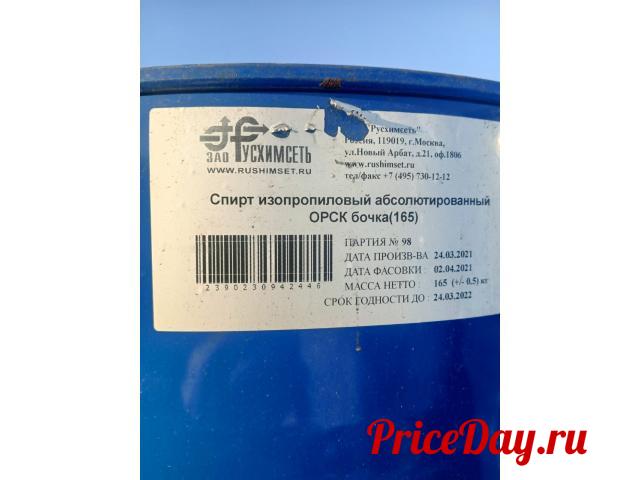 ЗАО РУСХИМСЕТЬ
WWW.RUSHIMSET.RU
"Русхимсеть"
Россия, 119019, г.Москва,
ул.Новый Арбат, д.21, оф.1806
www.rushimset.ru
тел/факс +7 (495) 730-12-12
Спирт изопропиловый абсолютированный
ОРСК бочка(165)
2390230942446
ПАРТИЯ № 98
ДАТА ПРОИЗВ-ВА 24.03.2021
ДАТА ФАСОВКИ : 02.04.2021
МАССА НЕТТО : 165 (+/- 0.5) кг
СРОК ГОДНОСТИ ДО : 24.03.2022
PriceDay.ru